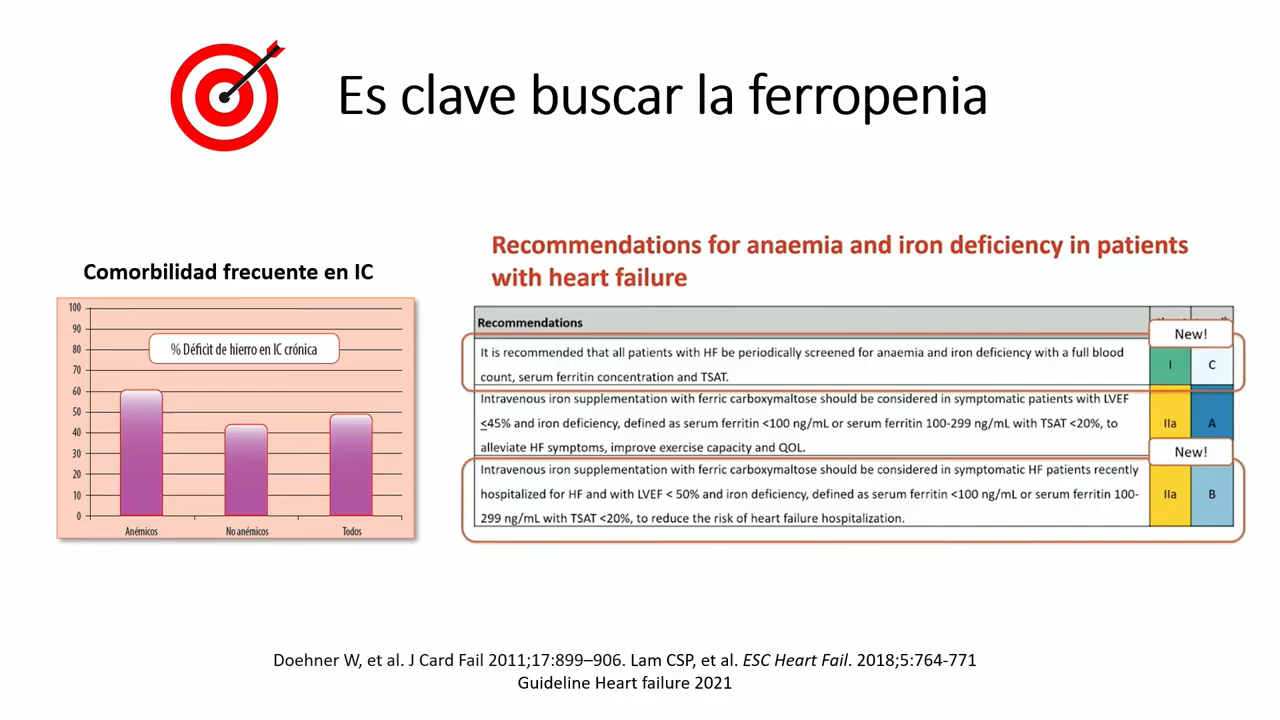 Es clave buscar la ferropenia
Comorbilidad frecuente en IC
100
90
80
70
60
50
40
30
20
10
0
% Déficit de hierro en IC crónica
Anémicos
No anémicos
Todos
Recommendations for anaemia and iron deficiency in patients
with heart failure
Recommendations
New!
It is recommended that all patients with HF be periodically screened for anaemia and iron deficiency with a full blood
count, serum ferritin concentration and TSAT.
I
C
Intravenous iron supplementation with ferric carboxymaltose should be considered in symptomatic patients with LVEF
≤45% and iron deficiency, defined as serum ferritin <100 ng/mL or serum ferritin 100-299 ng/mL with TSAT <20%, to
alleviate HF symptoms, improve exercise capacity and QOL.
IIa
A
New!
Intravenous iron supplementation with ferric carboxymaltose should be considered in symptomatic HF patients recently
hospitalized for HF and with LVEF < 50% and iron deficiency, defined as serum ferritin <100 ng/mL or serum ferritin 100-
299 ng/mL with TSAT <20%, to reduce the risk of heart failure hospitalization.
IIa
B
Doehner W, et al. J Card Fail 2011;17:899–906. Lam CSP, et al. ESC Heart Fail. 2018;5:764-771
Guideline Heart failure 2021